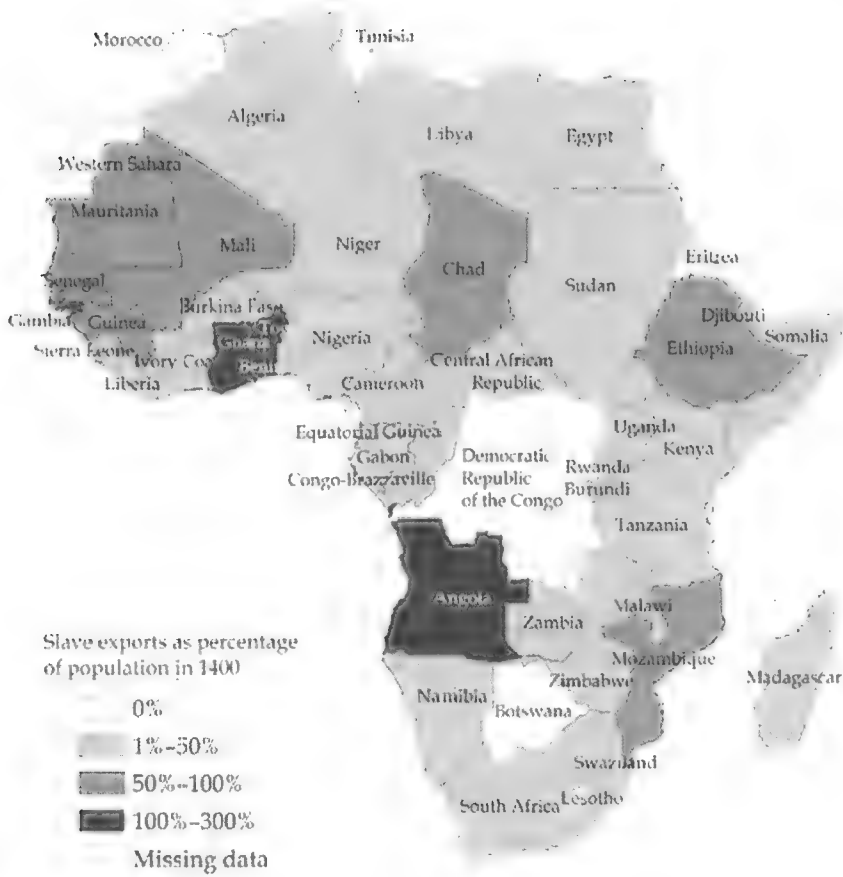 Morocco
Tunisia
Algeria
Libya
Egypt
Western Sahara
Mauritania
Mali
Niger
Chad
Sudan
Eritrea
Senegal
Burkina Faso
Djibouti
Gambia
Guinea
Nigeria
Ethiopia
Somalia
Sierra Leone
Ivory Coa
Central African
Republic
Liberia
Cameroon
Uganda
Kenya
Equatorial Guinea
Gabon
Congo-Brazzaville
Democratic
Republic
of the Congo
Rwanda
Burundi
Tanzania
Angola
Zambia
Malawi
Mozambique
Zimbabwe
Madagascar
Namibia
Botswana
Swaziland
South Africa
Lesotho
Slave exports as percentage
of population in 1400
0%
1%–50%
50%–100%
100%–300%
Missing data